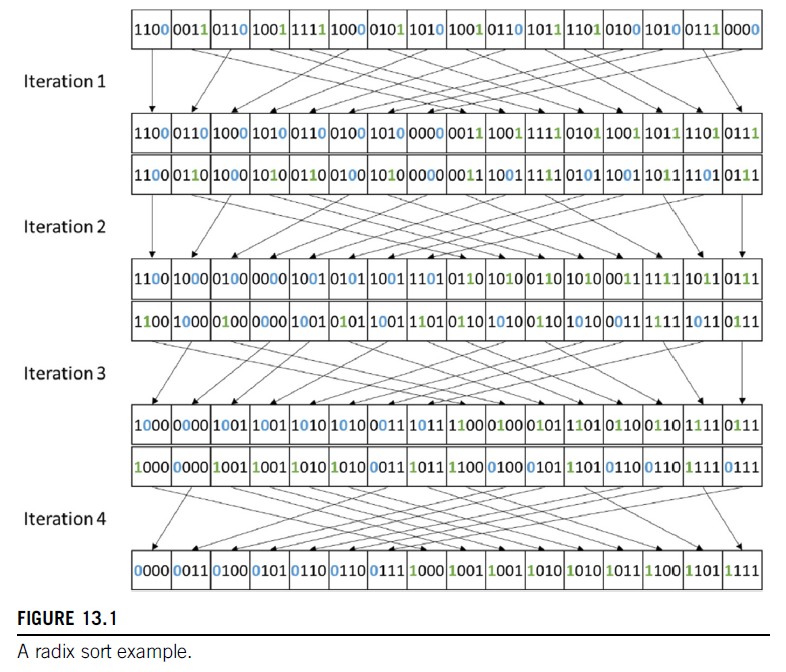 1100 0011 0110 1001 1111 1000 0101 1010 1001 0110 1011 1101 0100 1010 0111 0000
Iteration 1
1100 0110 1000 1010 0110 0100 1010 0000 0011 1001 1111 0101 1001 1011 1101 0111
1100 0110 1000 1010 0110 0100 1010 0000 0011 1001 1111 0101 1001 1011 1101 0111
Iteration 2
1100 1000 0100 0000 1001 0101 1001 1101 0110 1010 0110 1010 0011 1111 1011 0111
1100 1000 0100 0000 1001 0101 1001 1101 0110 1010 0110 1010 0011 1111 1011 0111
Iteration 3
1000 0000 1001 1001 1010 1010 0011 1011 1100 0100 0101 1101 0110 0110 1111 0111
1000 0000 1001 1001 1010 1010 0011 1011 1100 0100 0101 1101 0110 0110 1111 0111
Iteration 4
0000 0011 0100 0101 0110 0110 0111 1000 1001 1001 1010 1010 1011 1100 1101 1111
FIGURE 13.1
A radix sort example.